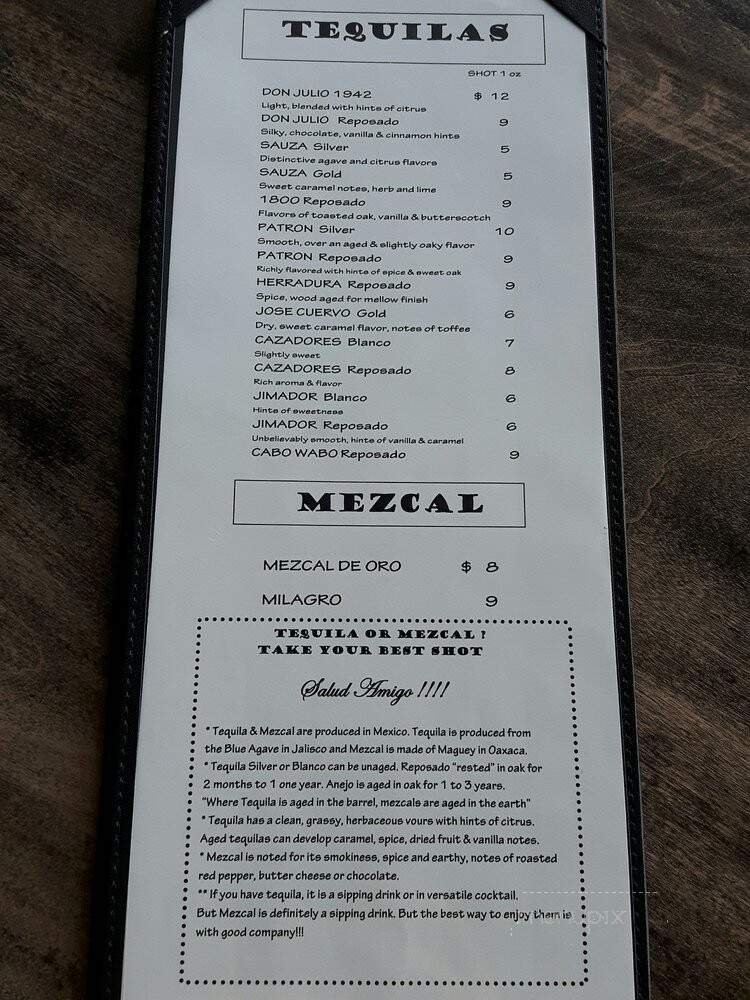 TEQUILAS
SHOT 1 oz
DON JULIO 1942 $ 12
Light, blended with hints of citrus
DON JULIO Reposado 9
Silky, chocolate, vanilla & cinnamon hints
SAUZA Silver 5
Distinctive agave and citrus flavors
SAUZA Gold 5
Sweet caramel notes, herb and lime
1800 Reposado 9
Flavors of toasted oak, vanilla & butterscotch
PATRON Silver 10
Smooth, over an aged & slightly oaky flavor
PATRON Reposado 9
Richly flavored with hints of spice & sweet oak
HERRADURA Reposado 9
Spice, wood aged for mellow finish
JOSE CUERVO Gold 6
Dry, sweet caramel flavor, notes of toffee
CAZADORES Blanco 7
Slightly sweet
CAZADORES Reposado 8
Rich aroma & flavor
JIMADOR Blanco 6
Hints of sweetness
JIMADOR Reposado 6
Unbelievably smooth, hints of vanilla & caramel
CABO WABO Reposado 9
MEZCAL
MEZCAL DE ORO $ 8
MILAGRO 9
TEQUILA OR MEZCAL ?
TAKE YOUR BEST SHOT
Salud Amigo !!!!
* Tequila & Mezcal are produced in Mexico. Tequila is produced from
the Blue Agave in Jalisco and Mezcal is made of Maguey in Oaxaca.
* Tequila Silver or Blanco can be unaged. Reposado "rested" in oak for
2 months to 1 one year. Anejo is aged in oak for 1 to 3 years.
"Where Tequila is aged in the barrel, mezcals are aged in the earth"
* Tequila has a clean, grassy, herbaceous vours with hints of citrus.
Aged tequilas can develop caramel, spice, dried fruit & vanilla notes.
* Mezcal is noted for its smokiness, spice and earthy, notes of roasted
red pepper, butter cheese or chocolate.
** If you have tequila, it is a sipping drink or in versatile cocktail.
But Mezcal is definitely a sipping drink. But the best way to enjoy them is
with good company!!!